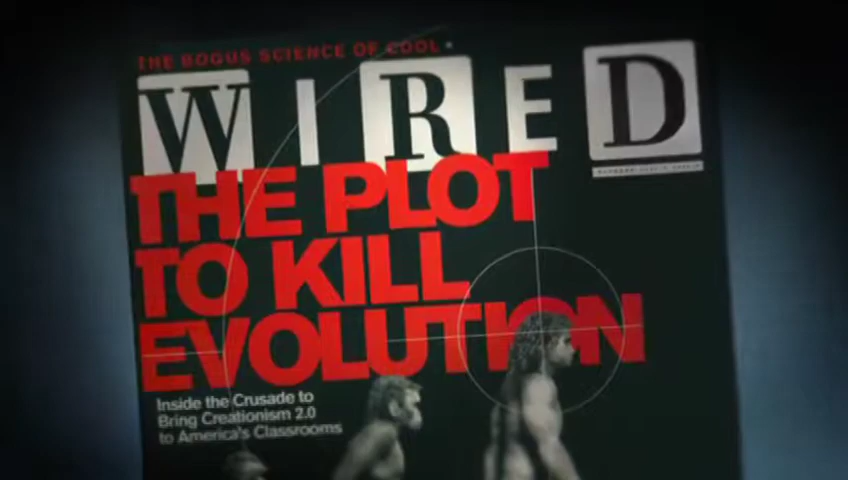 THE BOGUS SCIENCE OF COOL
WIRED
THE PLOT
TO KILL
EVOLUTION
Inside the Crusade to
Bring Creationism 2.0
to America's Classrooms